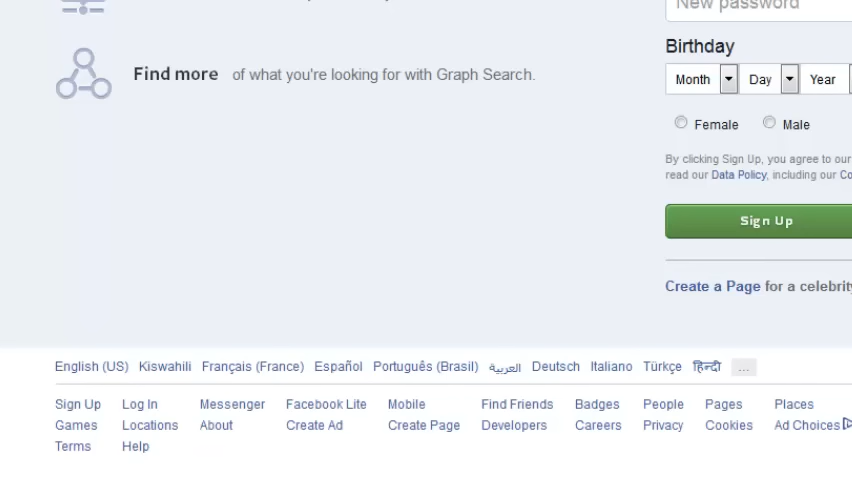 New password
Birthday
Month Day Year
Find more of what you're looking for with Graph Search.
Female Male
By clicking Sign Up, you agree to our
read our Data Policy, including our Co
Sign Up
Create a Page for a celebrity
English (US) Kiswahili Français (France) Español Português (Brasil) العربية Deutsch Italiano Türkçe हिन्दी ...
Sign Up Log In Messenger Facebook Lite Mobile Find Friends Badges People Pages Places
Games Locations About Create Ad Create Page Developers Careers Privacy Cookies Ad Choices
Terms Help